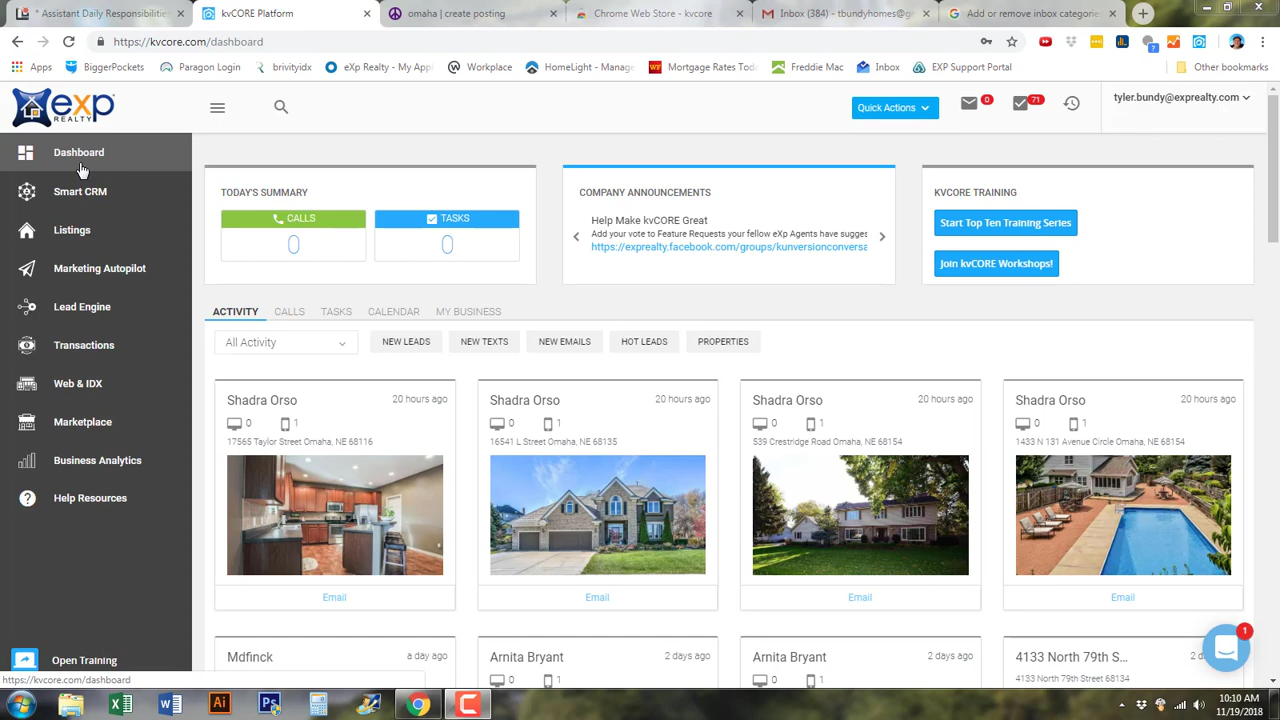 * Assistant Daily Responsibilities
kvCORE Platform
omaha | create posting
Chrome Web Store - kvcore
Inbox (384) - tbundyhomes@g
Add or remove inbox categorie
https://kvcore.com/dashboard
Apps
BiggerPockets
Paragon Login
brivityidx
eXp Realty - My App
Workplace
HomeLight - Manage
Mortgage Rates Toda
Freddie Mac
Inbox
EXP Support Portal
Other bookmarks
exp
REALTY
Quick Actions
0
71
tyler.bundy@exprealty.com
Dashboard
Smart CRM
Listings
Marketing Autopilot
Lead Engine
Transactions
Web & IDX
Marketplace
Business Analytics
Help Resources
Open Training
https://kvcore.com/dashboard
TODAY'S SUMMARY
CALLS
TASKS
0
0
COMPANY ANNOUNCEMENTS
Help Make kvCORE Great
Add your vote to Feature Requests your fellow eXp Agents have sugges
https://exprealty.facebook.com/groups/kunversionconversa
KVCORE TRAINING
Start Top Ten Training Series
Join kvCORE Workshops!
ACTIVITY
CALLS
TASKS
CALENDAR
MY BUSINESS
All Activity
NEW LEADS
NEW TEXTS
NEW EMAILS
HOT LEADS
PROPERTIES
Shadra Orso
20 hours ago
0
1
17565 Taylor Street Omaha, NE 68116
Email
Shadra Orso
20 hours ago
0
1
16541 L Street Omaha, NE 68135
Email
Shadra Orso
20 hours ago
0
1
539 Crestridge Road Omaha, NE 68154
Email
Shadra Orso
20 hours ago
0
1
1433 N 131 Avenue Circle Omaha, NE 68154
Email
Mdfinck
a day ago
Arnita Bryant
2 days ago
0
1
Arnita Bryant
2 days ago
0
1
4133 North 79th S...
2 d
4133 North 79th Street 68134
1
10:10 AM
11/19/2018